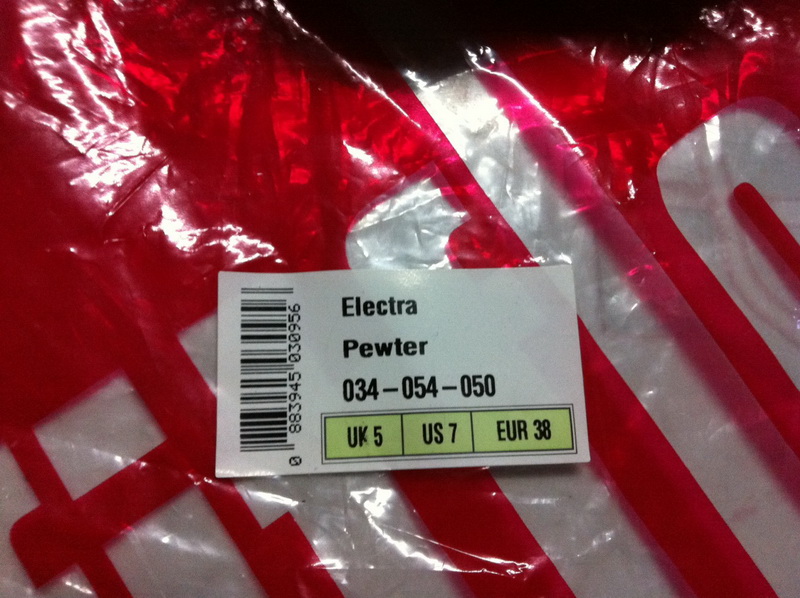 Electra
Pewter
034-054-050
UK 5 US 7 EUR 38
0 883945 030956